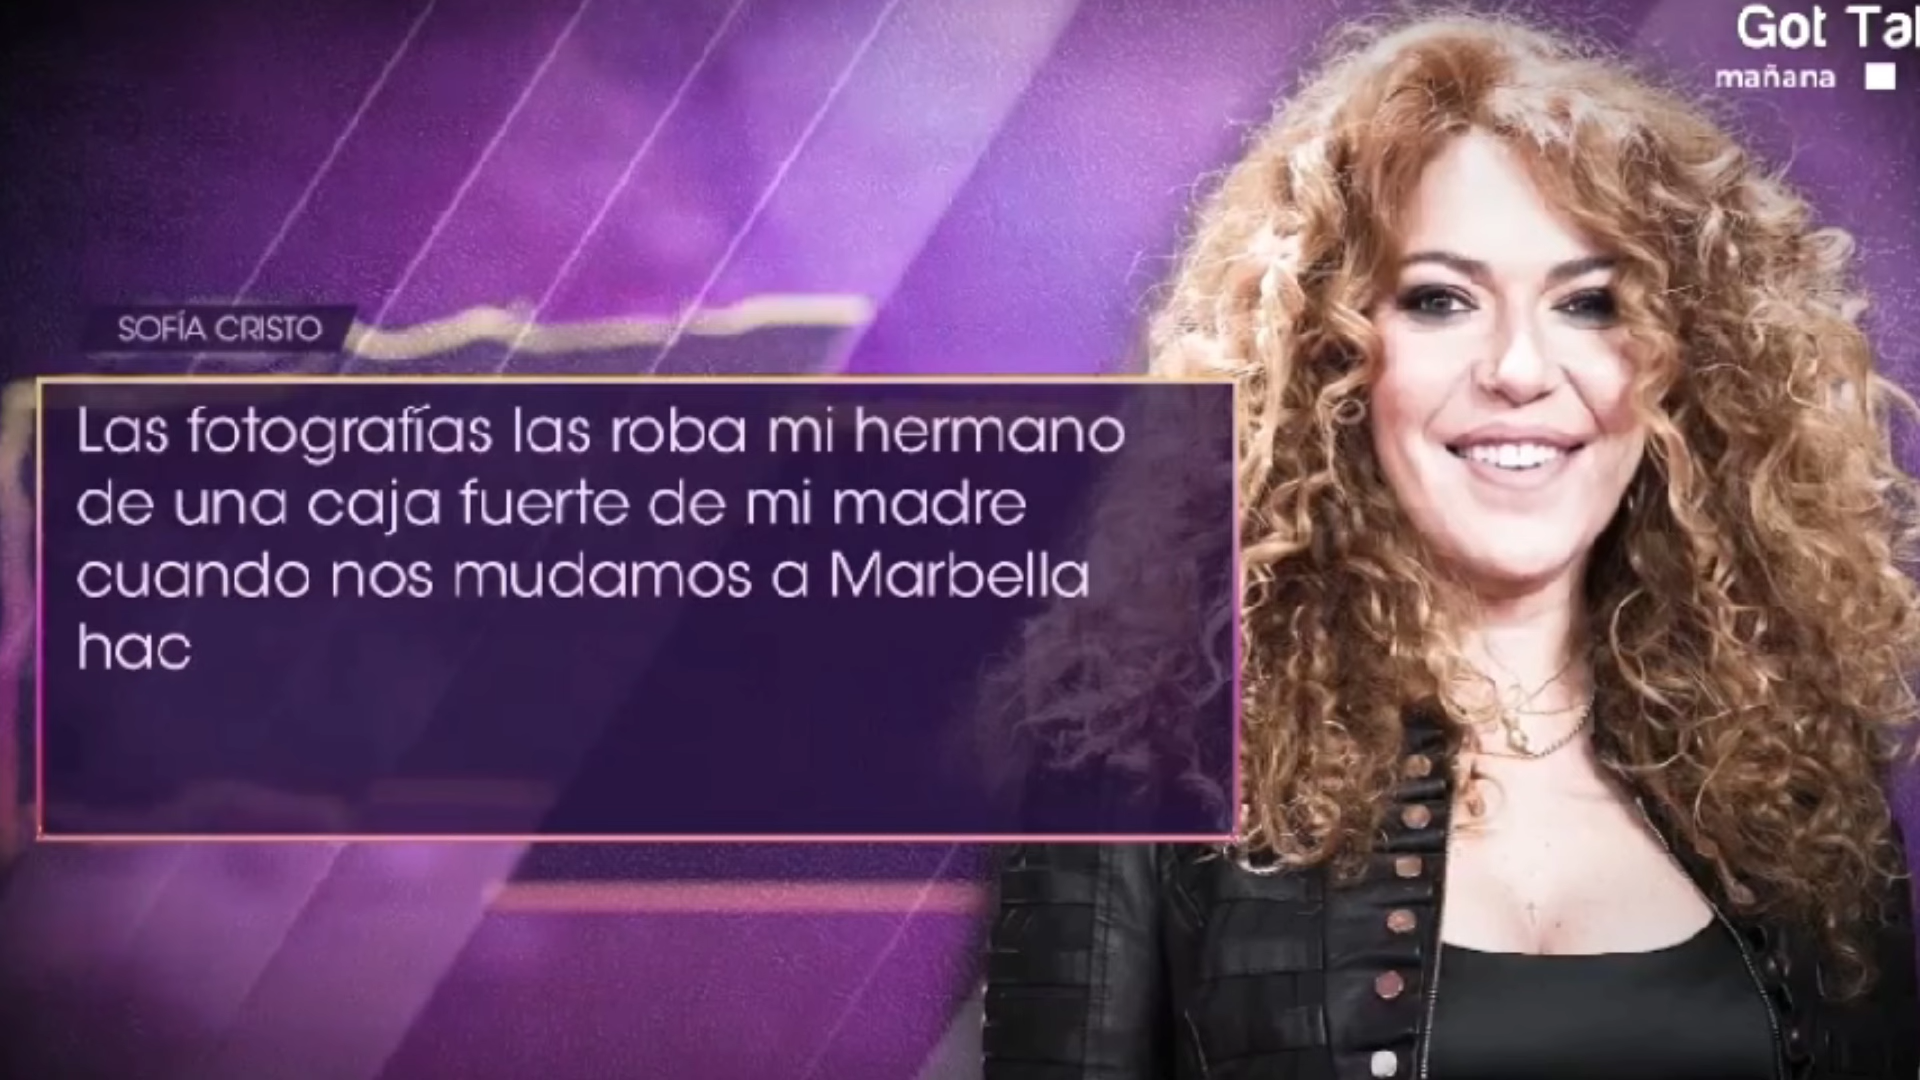 Got Tal
mañana
SOFÍA CRISTO
Las fotografías las roba mi hermano
de una caja fuerte de mi madre
cuando nos mudamos a Marbella
hac